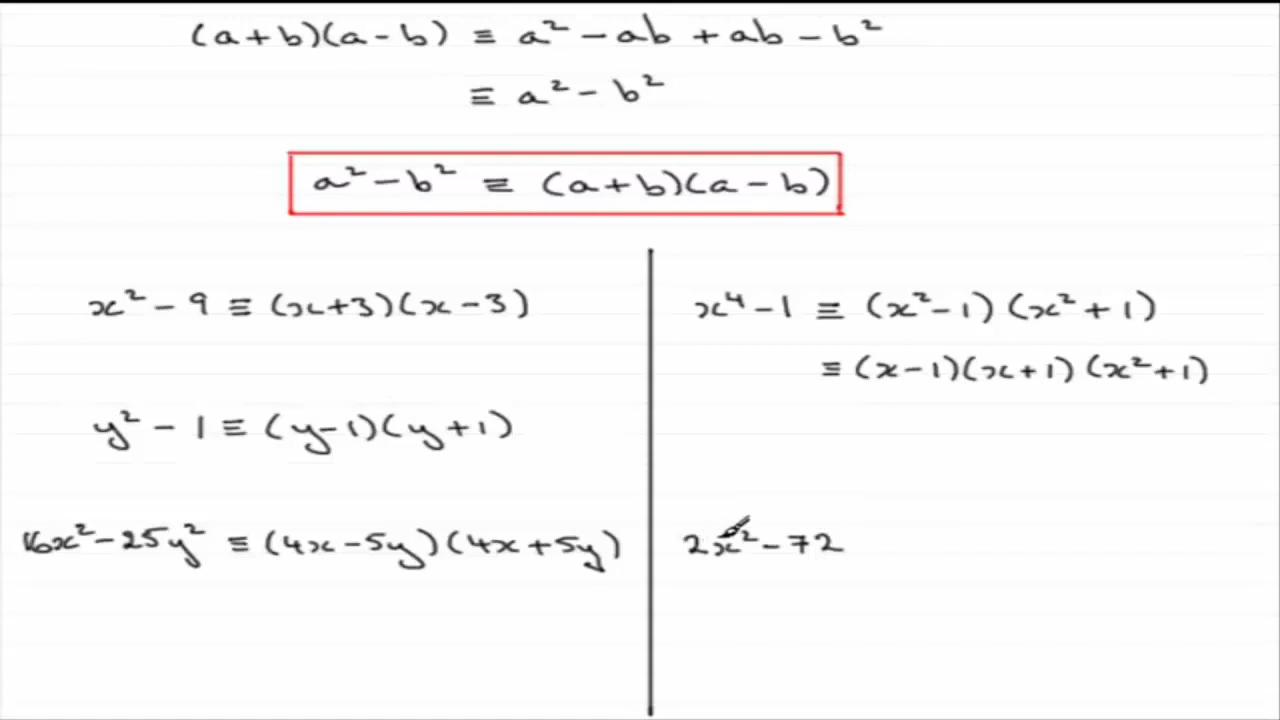 (a+b)(a-b) ≡ a² - ab + ab - b²
≡ a² - b²
a² - b² ≡ (a+b)(a-b)
x² - 9 ≡ (x+3)(x-3)
y² - 1 ≡ (y-1)(y+1)
16x² - 25y² ≡ (4x-5y)(4x+5y)
x⁴ - 1 ≡ (x²-1)(x²+1)
≡ (x-1)(x+1)(x²+1)
2x² - 72